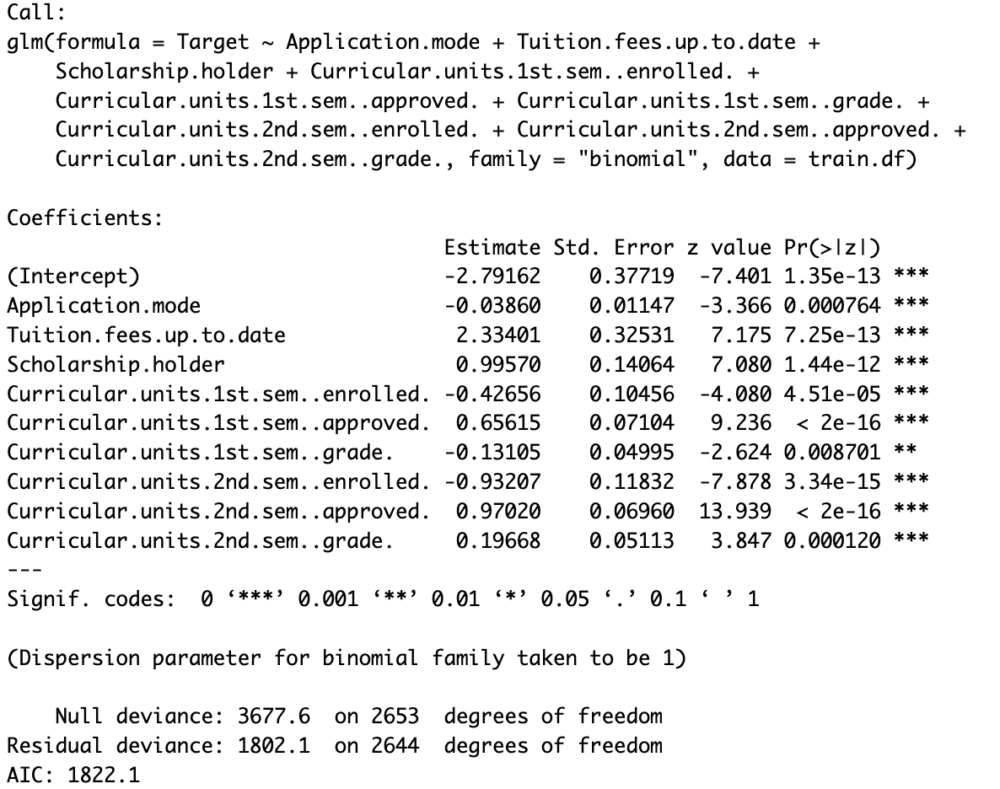 Call:
glm(formula = Target ~ Application.mode + Tuition.fees.up.to.date +
    Scholarship.holder + Curricular.units.1st.sem..enrolled. +
    Curricular.units.1st.sem..approved. + Curricular.units.1st.sem..grade. +
    Curricular.units.2nd.sem..enrolled. + Curricular.units.2nd.sem..approved. +
    Curricular.units.2nd.sem..grade., family = "binomial", data = train.df)

Coefficients:
                                    Estimate Std. Error z value Pr(>|z|)
(Intercept)                         -2.79162    0.37719  -7.401 1.35e-13 ***
Application.mode                    -0.03860    0.01147  -3.366 0.000764 ***
Tuition.fees.up.to.date              2.33401    0.32531   7.175 7.25e-13 ***
Scholarship.holder                   0.99570    0.14064   7.080 1.44e-12 ***
Curricular.units.1st.sem..enrolled. -0.42656    0.10456  -4.080 4.51e-05 ***
Curricular.units.1st.sem..approved.  0.65615    0.07104   9.236  < 2e-16 ***
Curricular.units.1st.sem..grade.    -0.13105    0.04995  -2.624 0.008701 **
Curricular.units.2nd.sem..enrolled. -0.93207    0.11832  -7.878 3.34e-15 ***
Curricular.units.2nd.sem..approved.  0.97020    0.06960  13.939  < 2e-16 ***
Curricular.units.2nd.sem..grade.     0.19668    0.05113   3.847 0.000120 ***
---
Signif. codes:  0 ‘***’ 0.001 ‘**’ 0.01 ‘*’ 0.05 ‘.’ 0.1 ‘ ’ 1

(Dispersion parameter for binomial family taken to be 1)

    Null deviance: 3677.6  on 2653  degrees of freedom
Residual deviance: 1802.1  on 2644  degrees of freedom
AIC: 1822.1